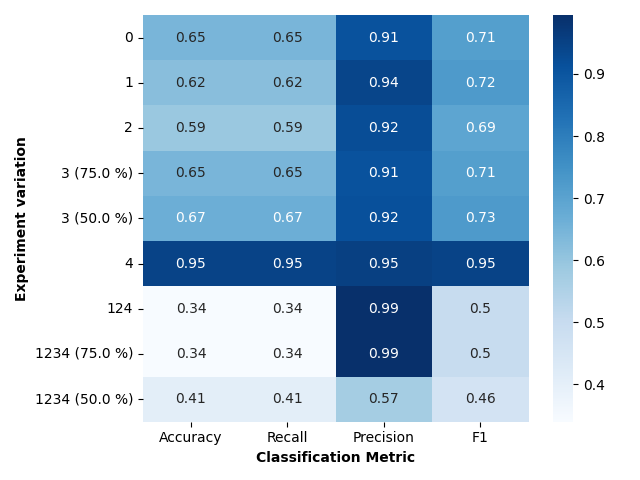 0 0.65 0.65 0.91 0.71
1 0.62 0.62 0.94 0.72 0.9
2 0.59 0.59 0.92 0.69 0.8
3 (75.0 %) 0.65 0.65 0.91 0.71 0.7
3 (50.0 %) 0.67 0.67 0.92 0.73
4 0.95 0.95 0.95 0.95 0.6
124 0.34 0.34 0.99 0.5 0.5
1234 (75.0 %) 0.34 0.34 0.99 0.5
1234 (50.0 %) 0.41 0.41 0.57 0.46 0.4
Accuracy Recall Precision F1
Classification Metric
Experiment variation